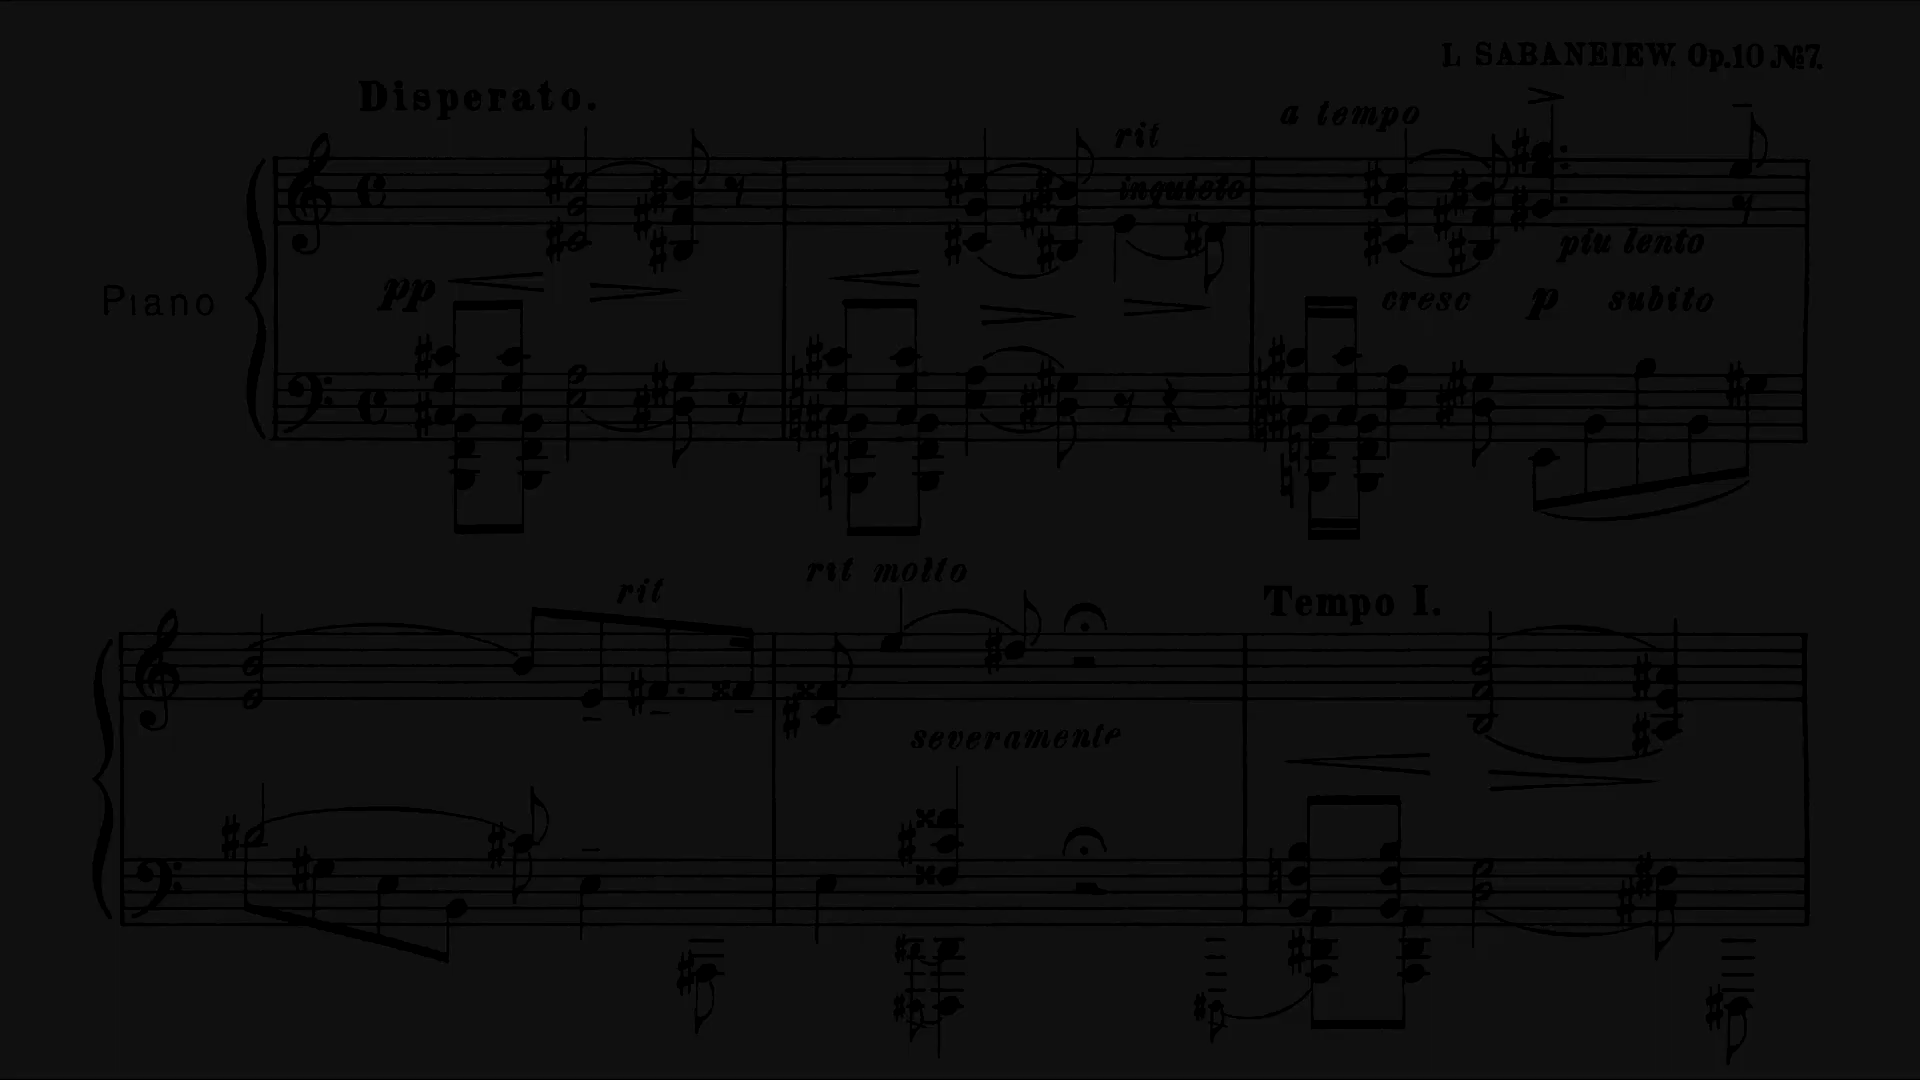 L SABANEIEW. Op.10 №7.
Disperato.
a tempo
rit
inquieto
piu lento
Piano
pp
cresc
p
subito
rit
rit molto
Tempo I.
severamente